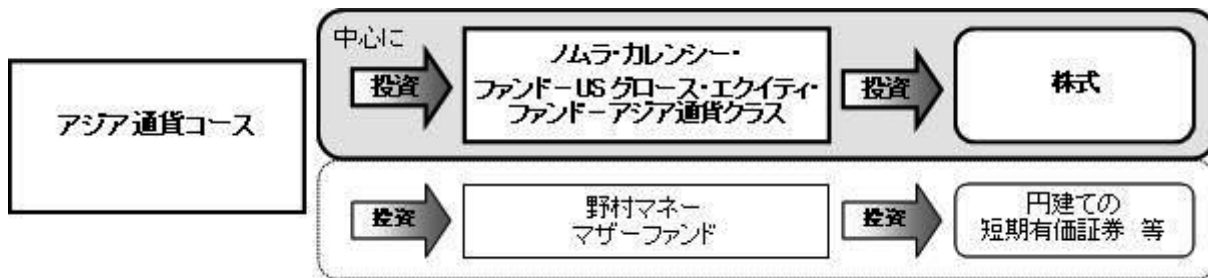 中心に
アジア通貨コース
投資
ノムラ・カレンシー・
ファンド－USグロース・エクイティ・
ファンド－アジア通貨クラス
投資
株式
投資
野村マネー
マザーファンド
投資
円建ての
短期有価証券 等